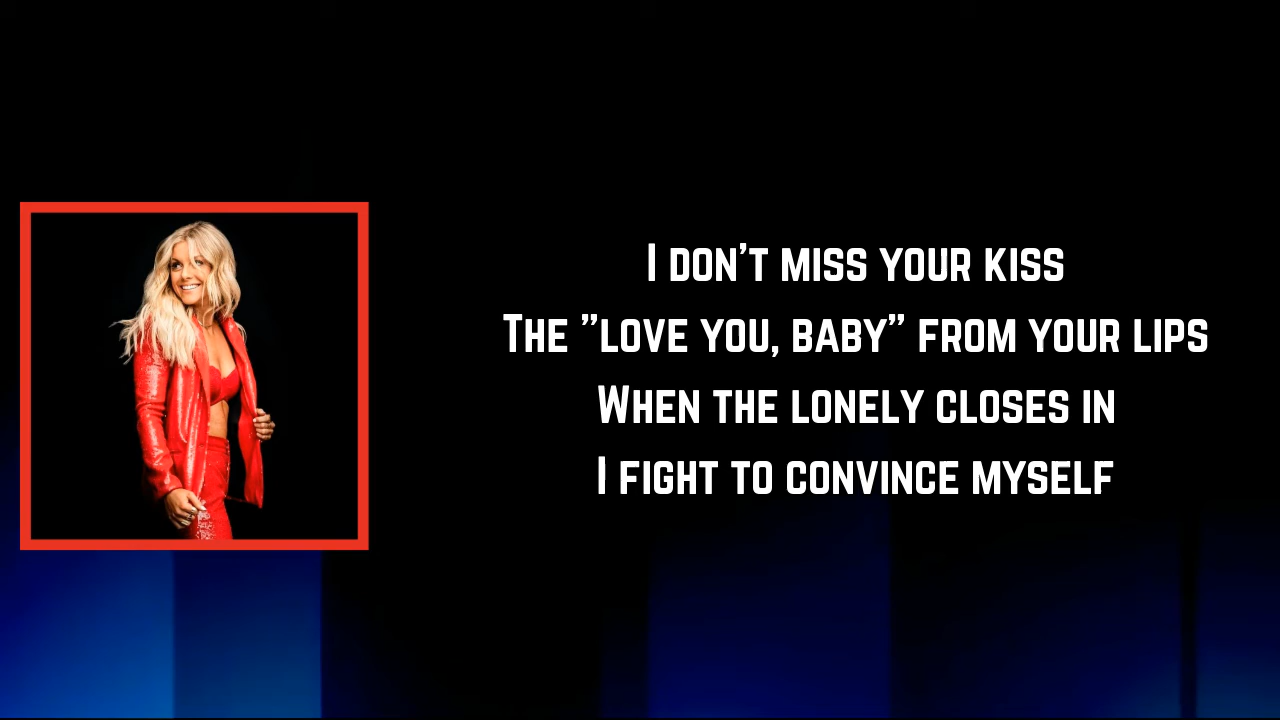 I DON'T MISS YOUR KISS
THE "LOVE YOU, BABY" FROM YOUR LIPS
WHEN THE LONELY CLOSES IN
I FIGHT TO CONVINCE MYSELF